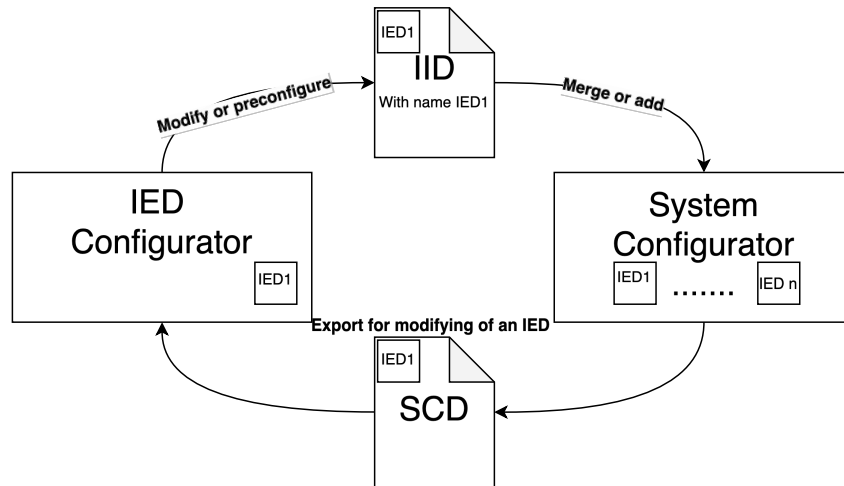 IED1
IID
With name IED1
Modify or preconfigure
Merge or add
IED
Configurator
IED1
System
Configurator
IED1
.......
IED n
Export for modifying of an IED
IED1
SCD